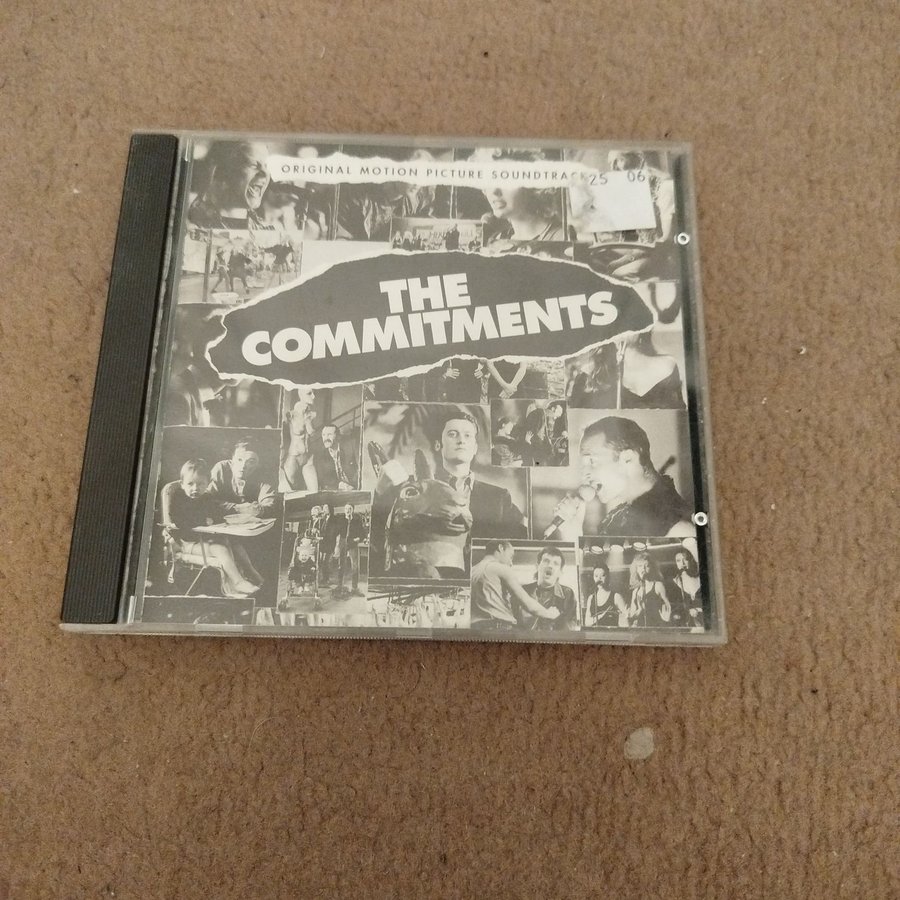 ORIGINAL MOTION PICTURE SOUNDTRACK
25 06
THE
COMMITMENTS